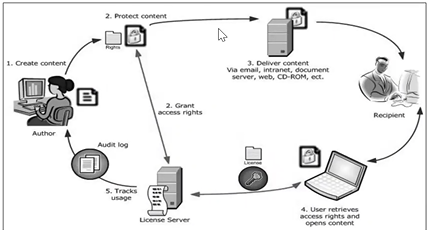 2. Protect content
Rights
1. Create content
3. Deliver content
Via email, intranet, document
server, web, CD-ROM, ect.
2. Grant
access rights
Author
Recipient
Audit log
License
5. Tracks
usage
License Server
4. User retrieves
access rights and
opens content